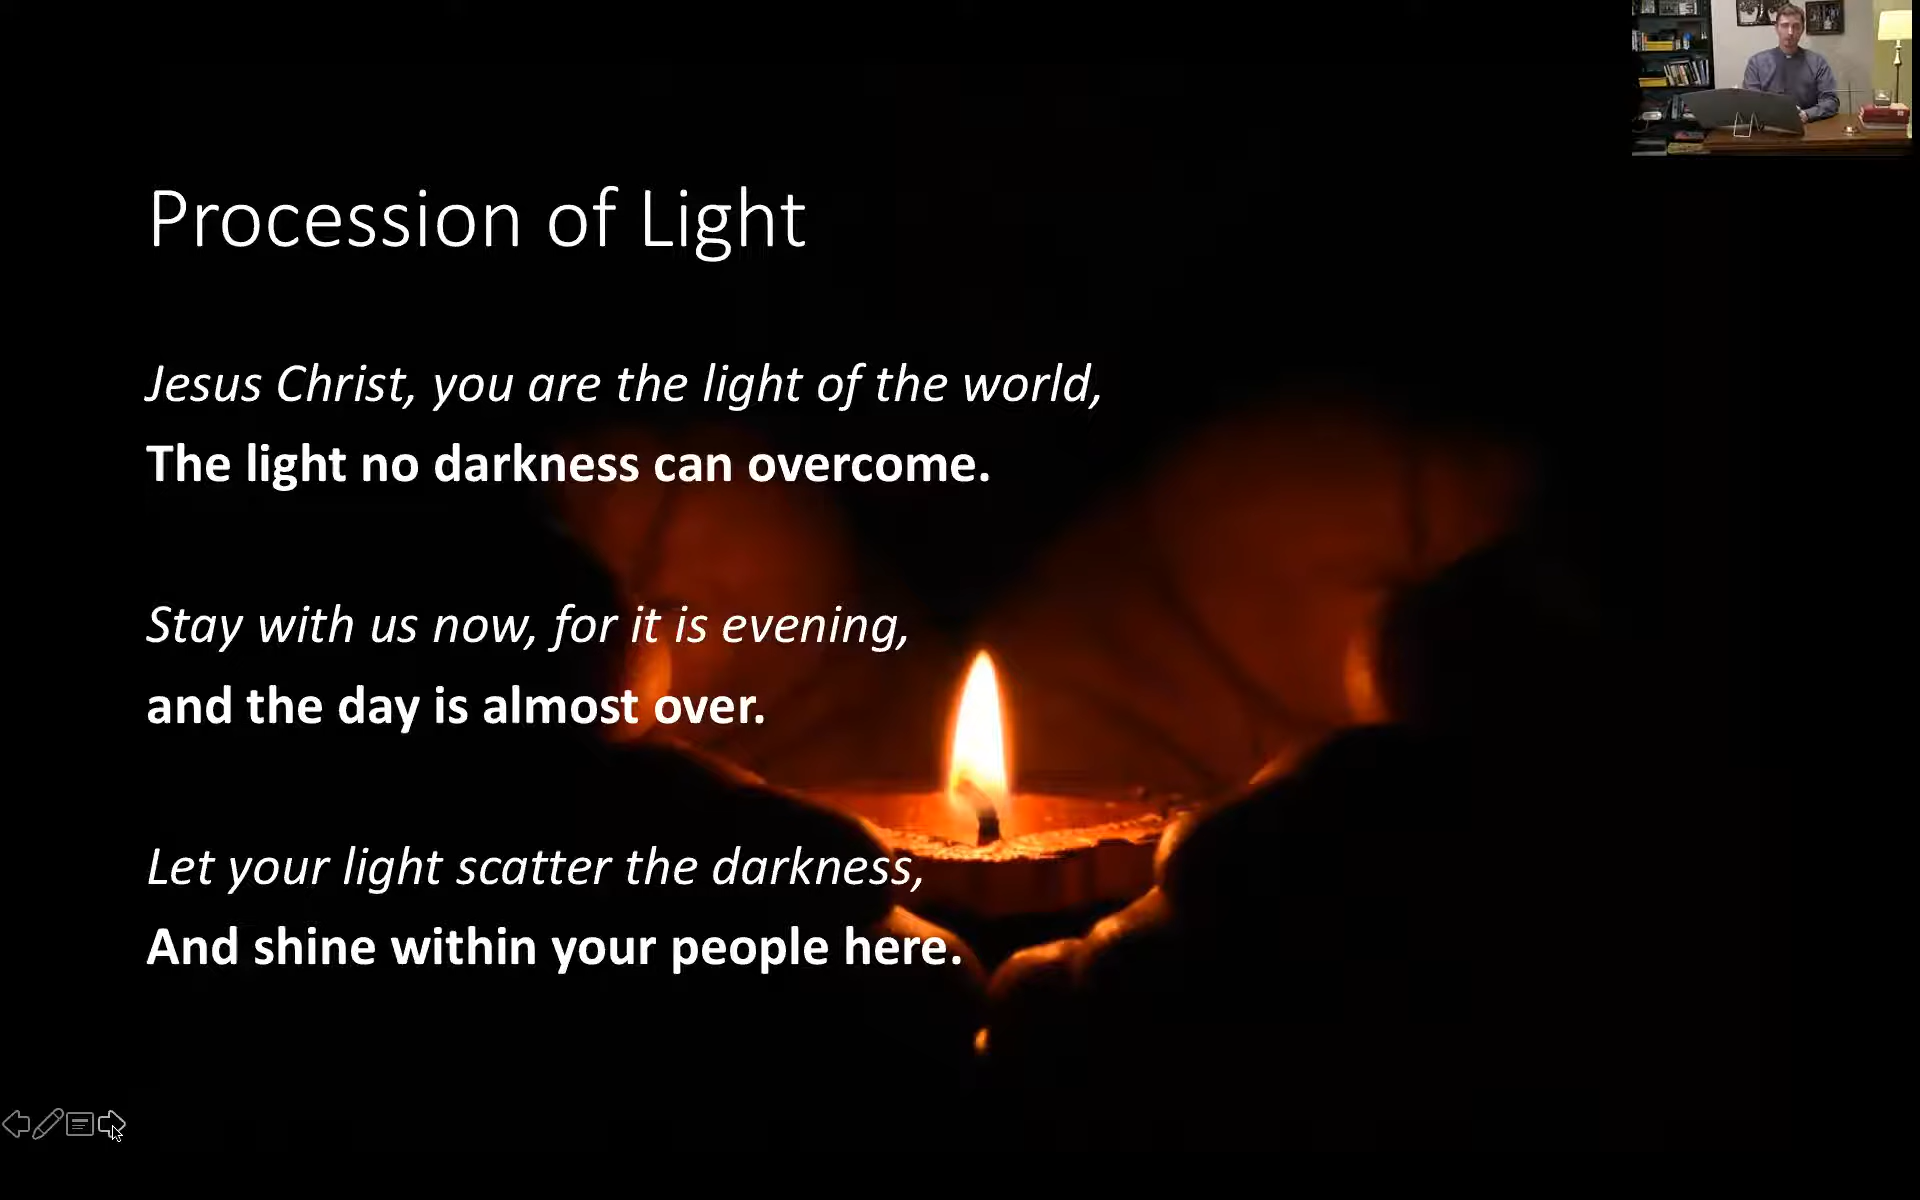 Procession of Light
Jesus Christ, you are the light of the world,
The light no darkness can overcome.
Stay with us now, for it is evening,
and the day is almost over.
Let your light scatter the darkness,
And shine within your people here.